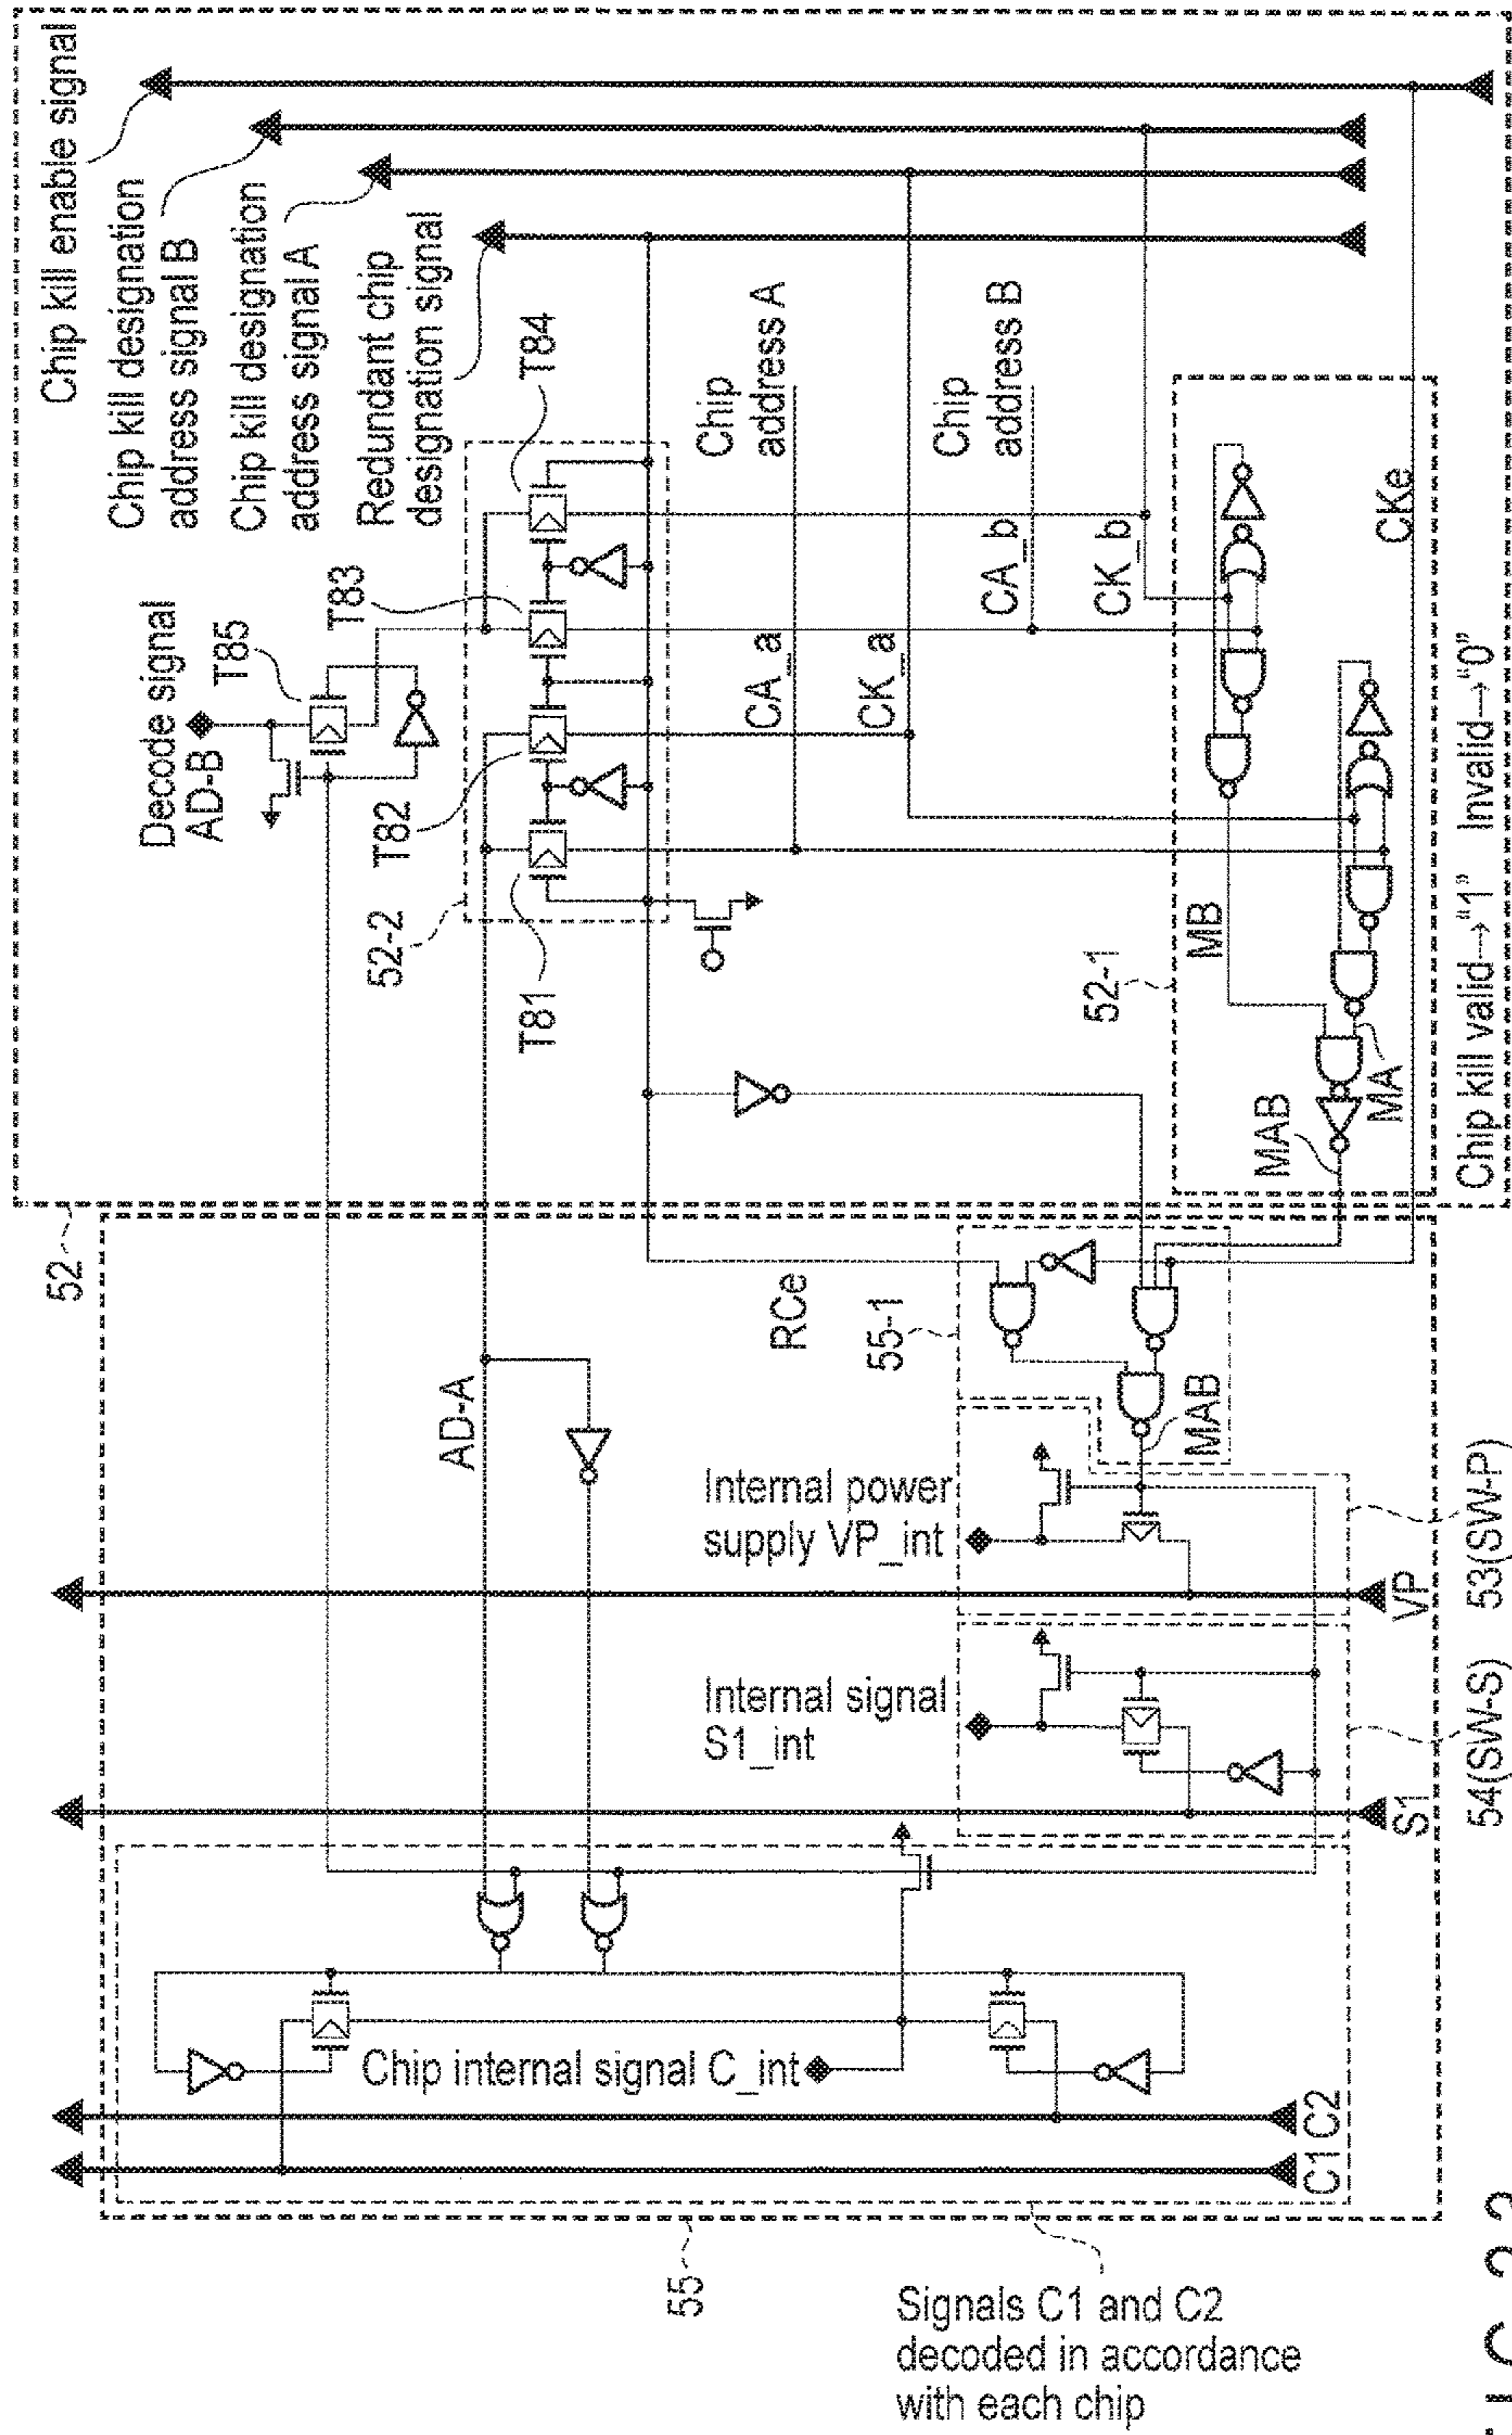 Chip kill enable signal
Chip kill designation
address signal B
Chip kill designation
address signal A
Redundant chip
designation signal
Decode signal
AD-B
T85
T84
T83
T82
T81
52-2
Chip
address A
Chip
address B
CA_a
CK_a
CA_b
CK_b
CKe
52-1
MB
MA
MAB
Chip kill valid→“1” Invalid→“0”
52
RCe
55-1
AD-A
MAB
Internal power
supply VP_int
VP
53(SW-P)
Internal signal
S1_int
S1
54(SW-S)
Chip internal signal C_int
C1 C2
55
Signals C1 and C2
decoded in accordance
with each chip